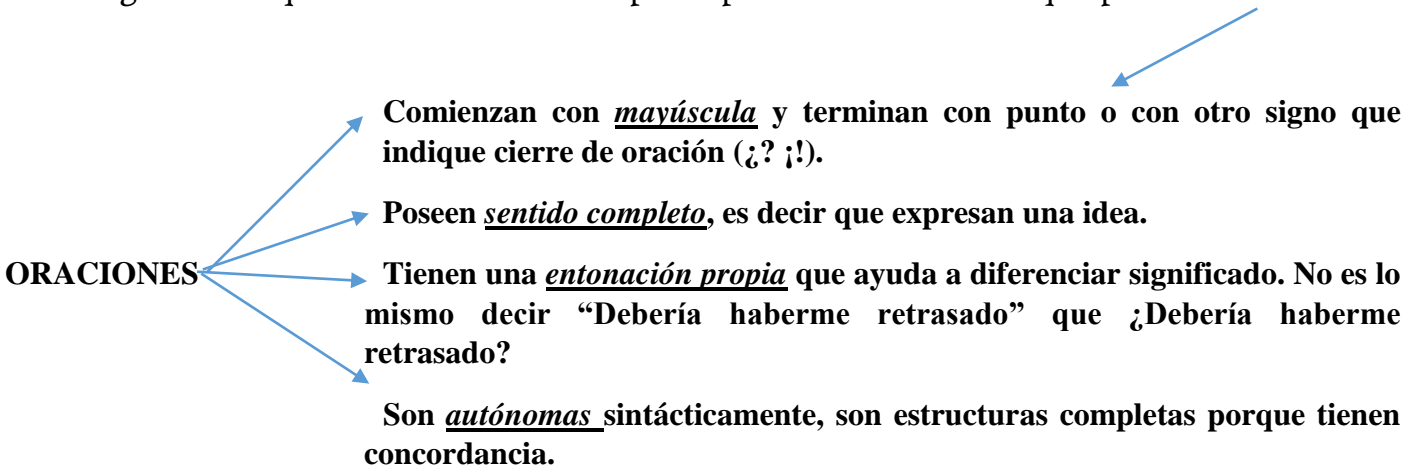 Comienzan con mayúscula y terminan con punto o con otro signo que
indique cierre de oración (¿? ¡!).
Poseen sentido completo, es decir que expresan una idea.
ORACIONES
Tienen una entonación propia que ayuda a diferenciar significado. No es lo
mismo decir “Debería haberme retrasado” que ¿Debería haberme
retrasado?
Son autónomas sintácticamente, son estructuras completas porque tienen
concordancia.